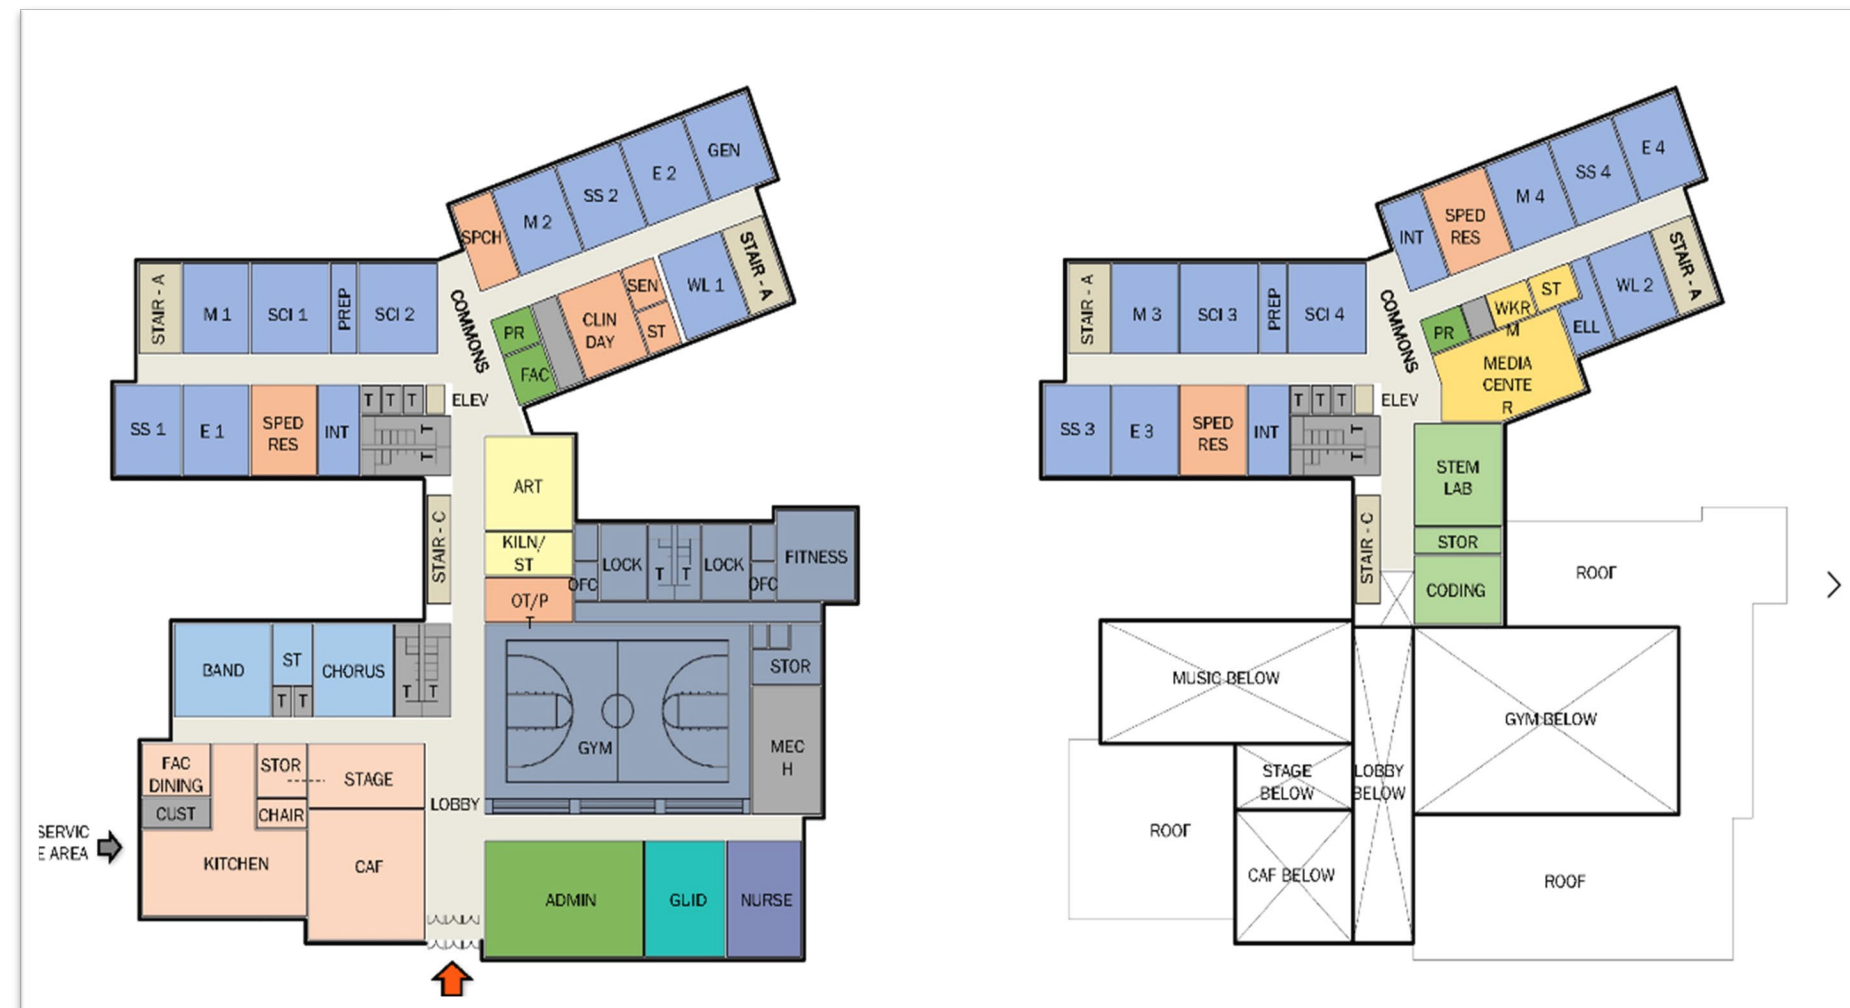 GEN
E 2
SS 2
M 2
SPCH
STAIR - A
WL 1
SEN
ST
CLIN
DAY
PR
FAC
COMMONS
STAIR - A
M 1
SCI 1
PREP
SCI 2
SS 1
E 1
SPED
RES
INT
T
T
T
T
T
ELEV
STAIR - C
ART
KILN/
ST
OT/P
T
OFC
LOCK
T
T
LOCK
OFC
FITNESS
BAND
ST
T
T
CHORUS
T
T
GYM
STOR
MEC
H
FAC
DINING
CUST
STOR
CHAIR
STAGE
LOBBY
KITCHEN
CAF
SERVIC
E AREA
ADMIN
GUID
NURSE
E 4
SS 4
M 4
SPED
RES
INT
STAIR - A
WL 2
ELL
ST
WKR
M
PR
MEDIA
CENTE
R
COMMONS
STAIR - A
M 3
SCI 3
PREP
SCI 4
SS 3
E 3
SPED
RES
INT
T
T
T
T
T
ELEV
STAIR - C
STEM
LAB
STOR
CODING
ROOF
MUSIC BELOW
GYM BELOW
STAGE
BELOW
LOBBY
BELOW
ROOF
CAF BELOW
ROOF